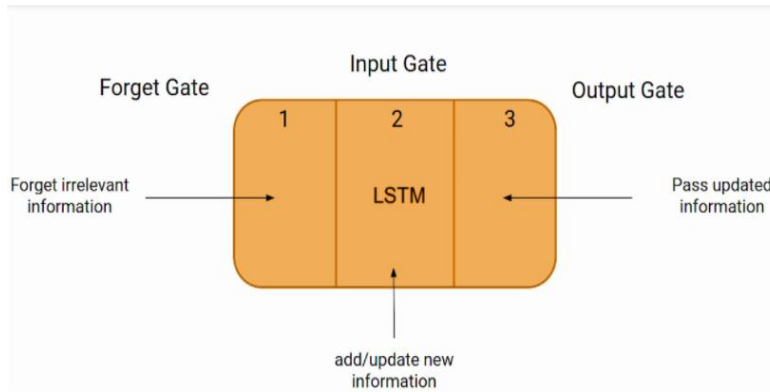 Input Gate
Forget Gate
Output Gate
1
2
3
Forget irrelevant
information
LSTM
Pass updated
information
add/update new
information